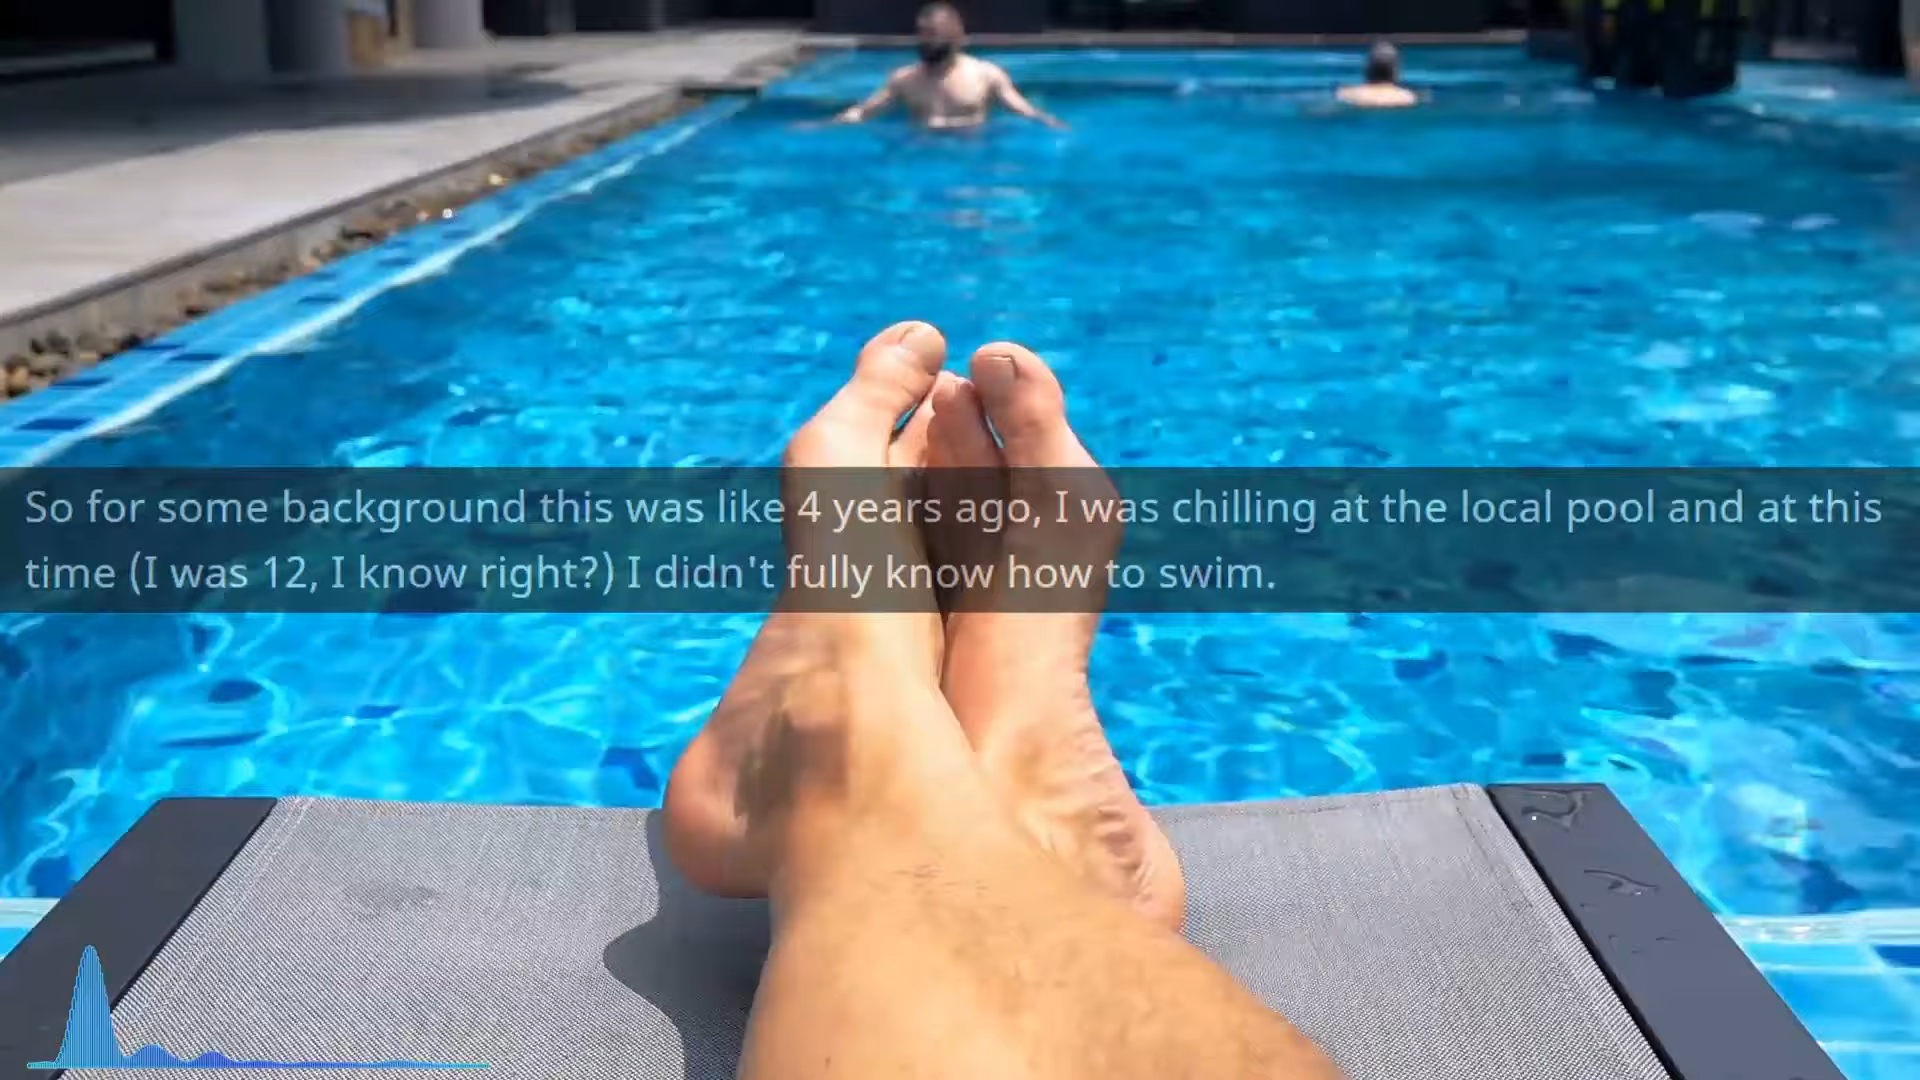 So for some background this was like 4 years ago, I was chilling at the local pool and at this
time (I was 12, I know right?) I didn't fully know how to swim.